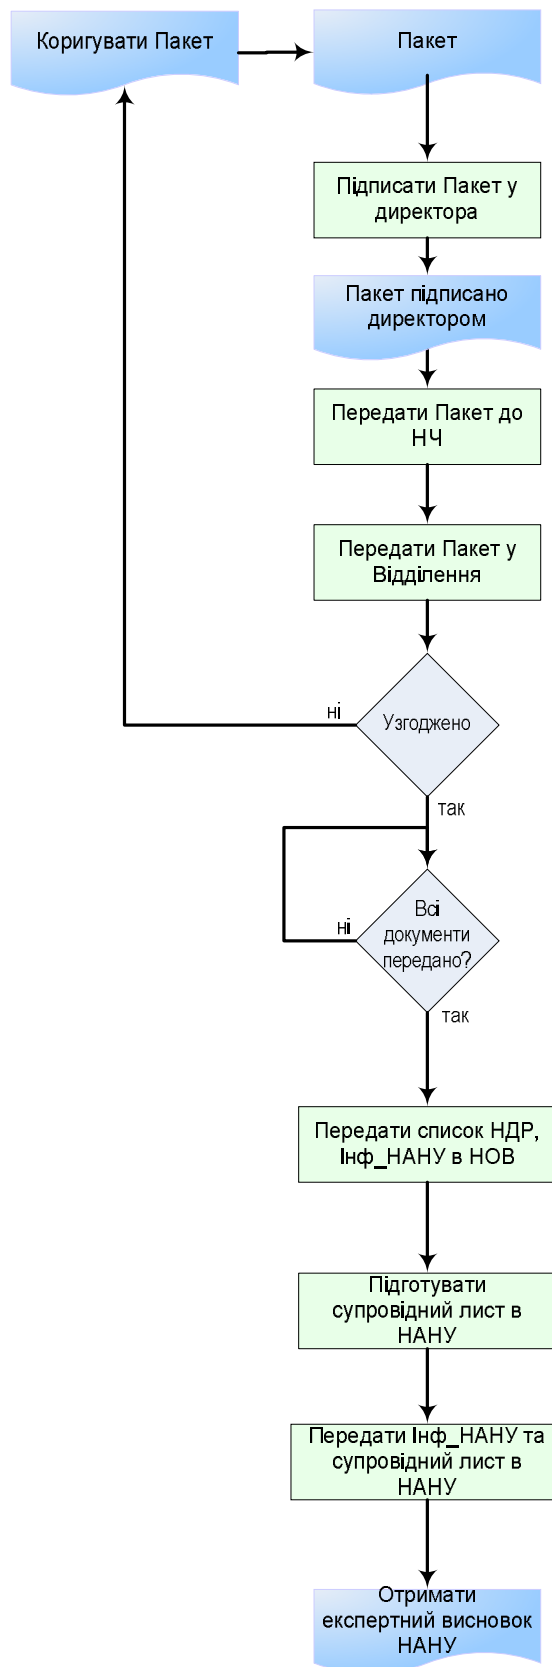 Коригувати Пакет
Пакет
Підписати Пакет у
директора
Пакет підписано
директором
Передати Пакет до
НЧ
Передати Пакет у
Відділення
Узгоджено
ні
так
Всі
документи
передано?
ні
так
Передати список НДР,
Інф_НАНУ в НОВ
Підготувати
супровідний лист в
НАНУ
Передати Інф_НАНУ та
супровідний лист в
НАНУ
Отримати
експертний висновок
НАНУ